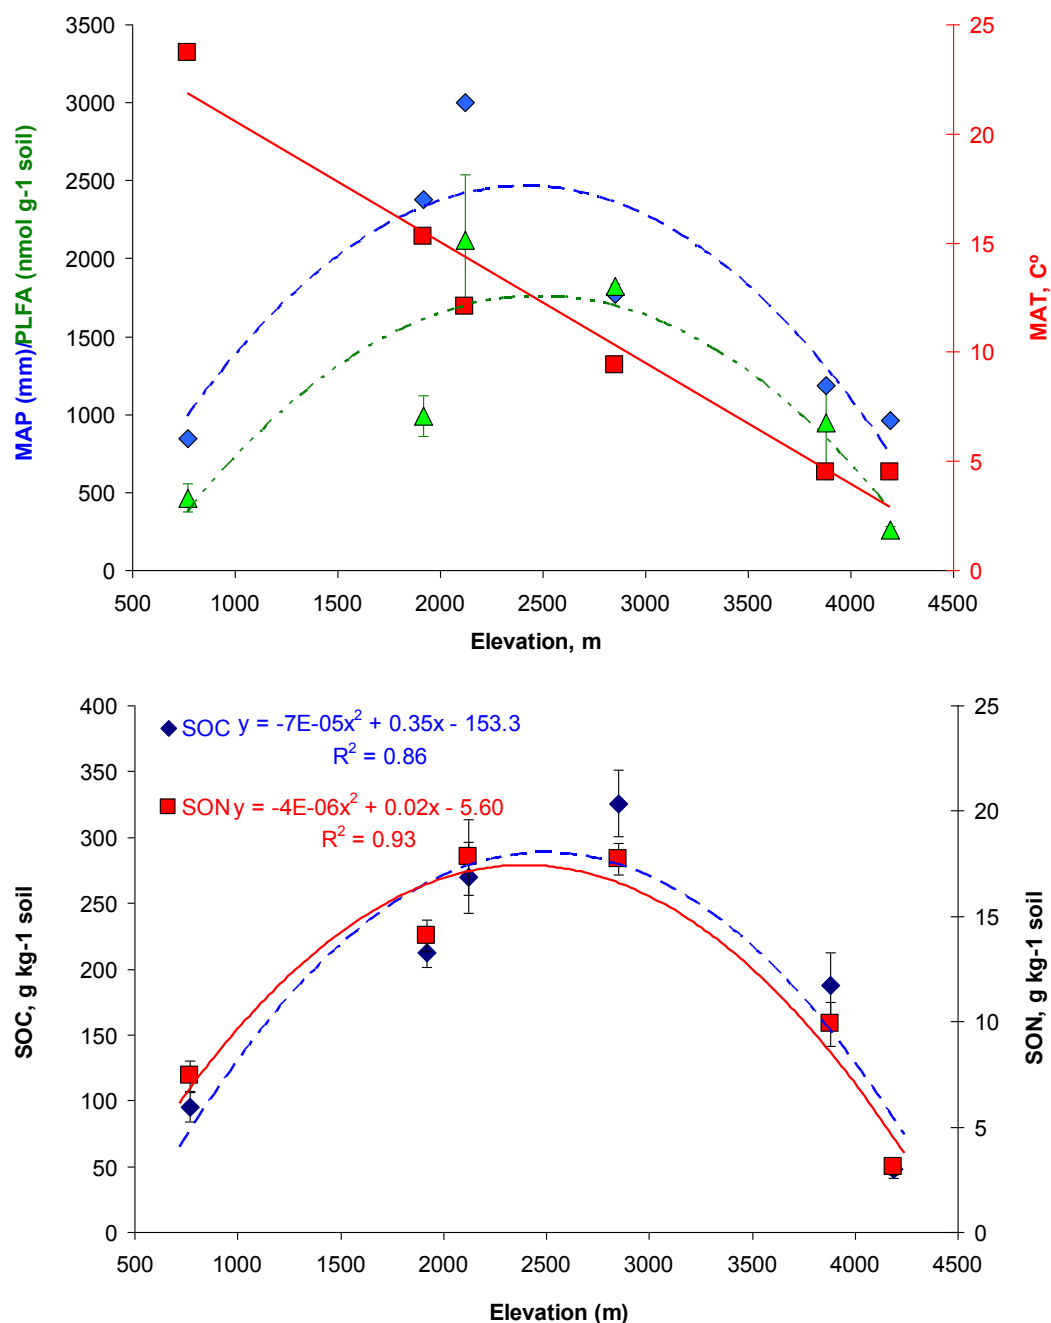 3500
3000
2500
2000
1500
1000
500
0
MAP (mm)/PLFA (nmol g-1 soil)
25
20
15
10
5
0
MAT, Cº
500 1000 1500 2000 2500 3000 3500 4000 4500
Elevation, m
400
350
300
250
200
150
100
50
0
SOC, g kg-1 soil
SOC y = -7E-05x² + 0.35x - 153.3
R² = 0.86
SON y = -4E-06x² + 0.02x - 5.60
R² = 0.93
25
20
15
10
5
0
SON, g kg-1 soil
500 1000 1500 2000 2500 3000 3500 4000 4500
Elevation (m)